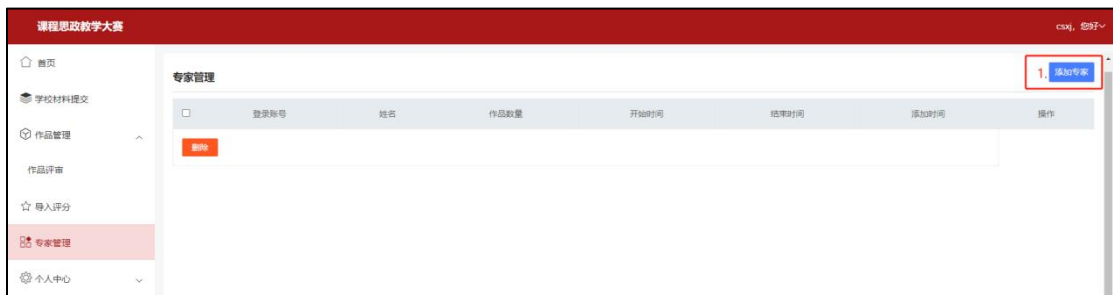 课程思政教学大赛
csxj，您好
首页
学校材料提交
作品管理
作品评审
导入评分
专家管理
个人中心
专家管理
1. 添加专家
登录账号 姓名 作品数量 开始时间 结束时间 添加时间 操作
删除